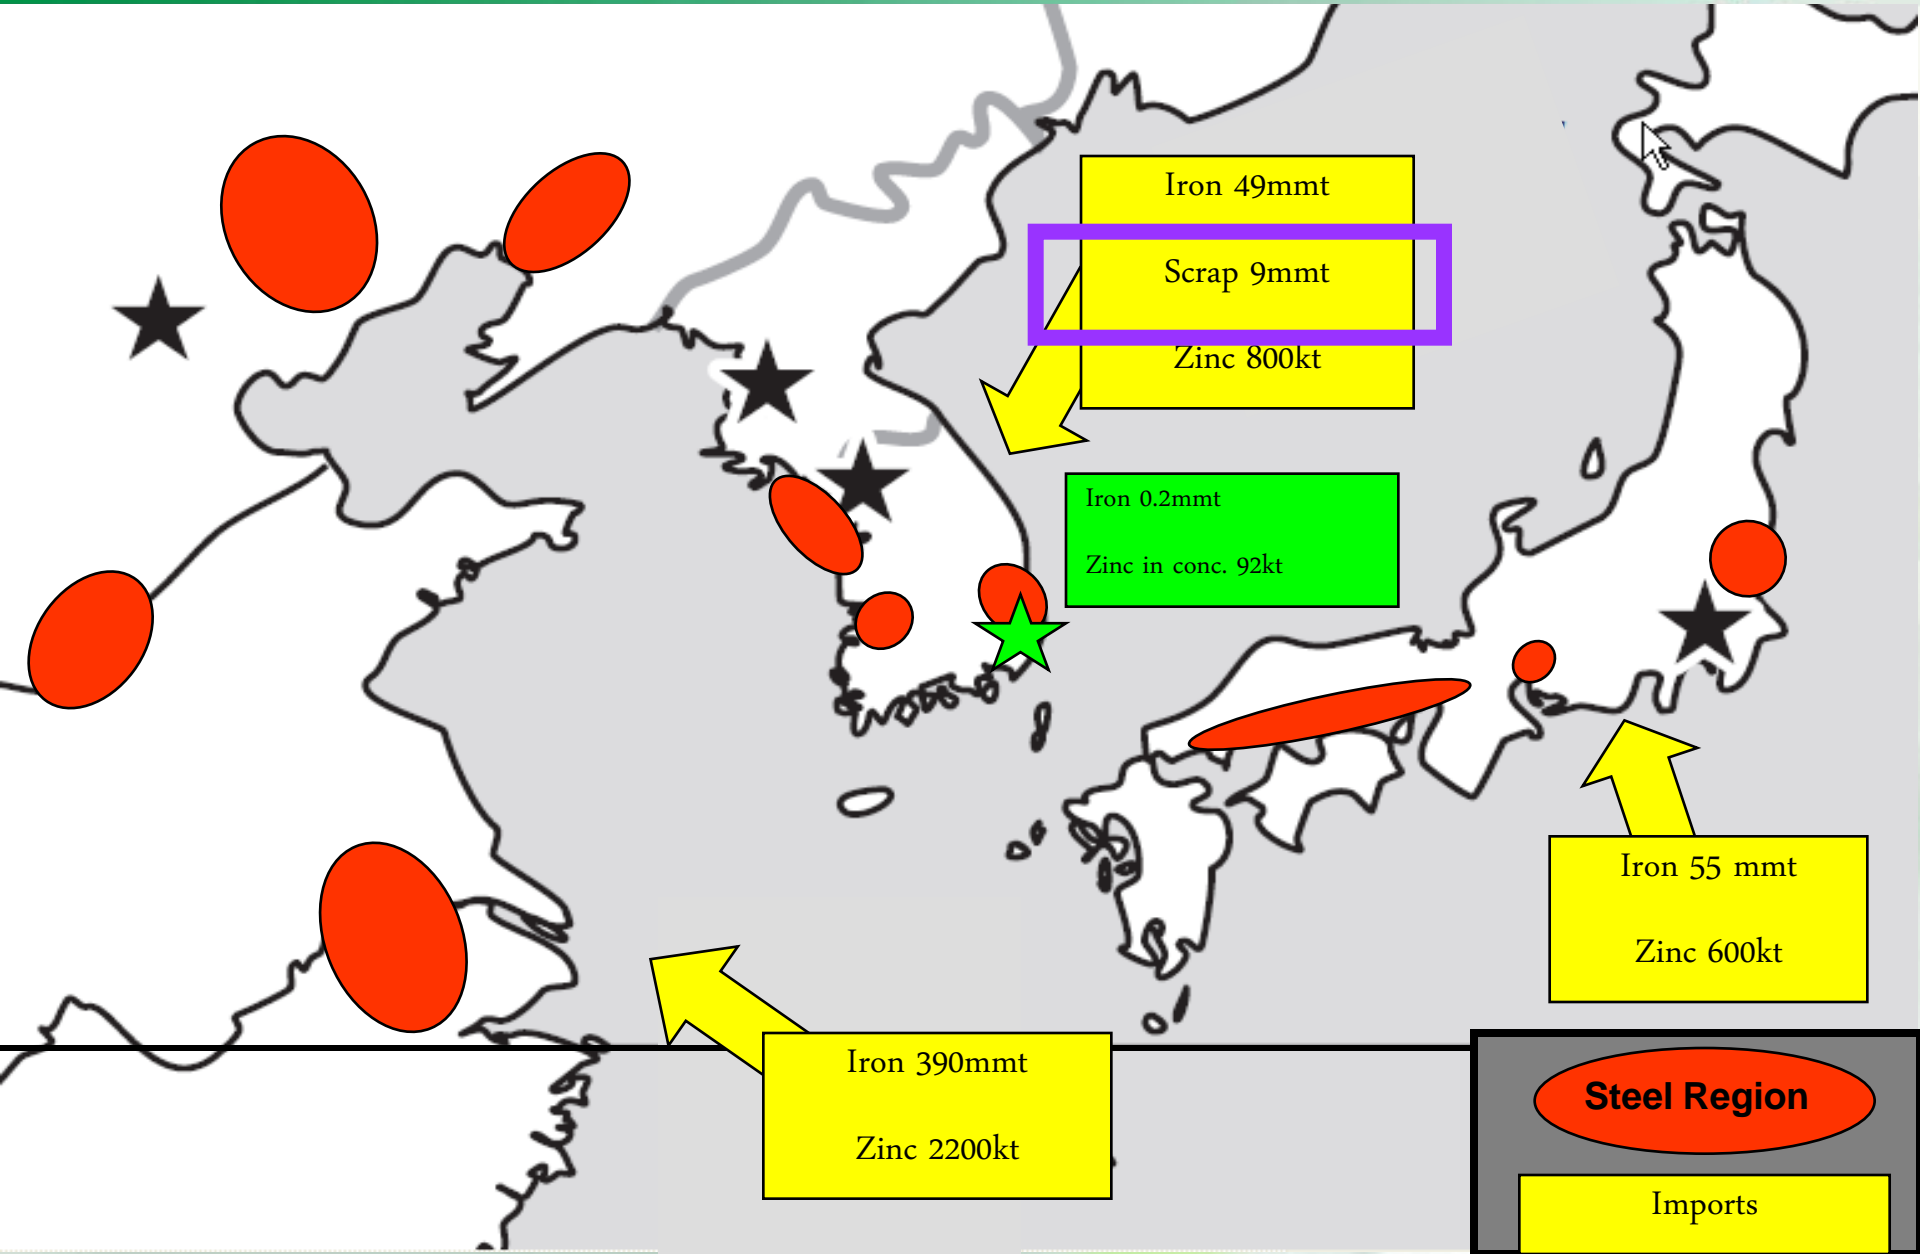 Iron 49mmt
Scrap 9mmt
Zinc 800kt
Iron 0.2mmt
Zinc in conc. 92kt
Iron 55 mmt
Zinc 600kt
Iron 390mmt
Zinc 2200kt
Steel Region
Imports